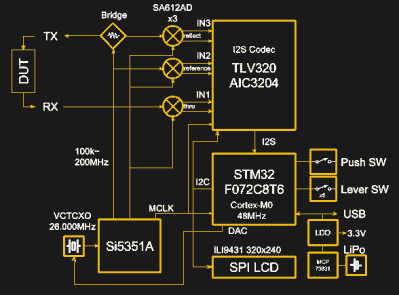 SA612AD
x3
Bridge
TX
IN3
reflect
IN2
reference
IN1
thru
DUT
RX
I2S Codec
TLV320
AIC3204
I2S
100k~
200MHz
STM32
F072C8T6
Cortex-M0
48MHz
Push SW
Lever SW
I2C
MCLK
DAC
USB
VCTCXO
26.000MHz
Si5351A
ILI9431 320x240
SPI LCD
LDO
3.3V
LiPo
MCP
73831